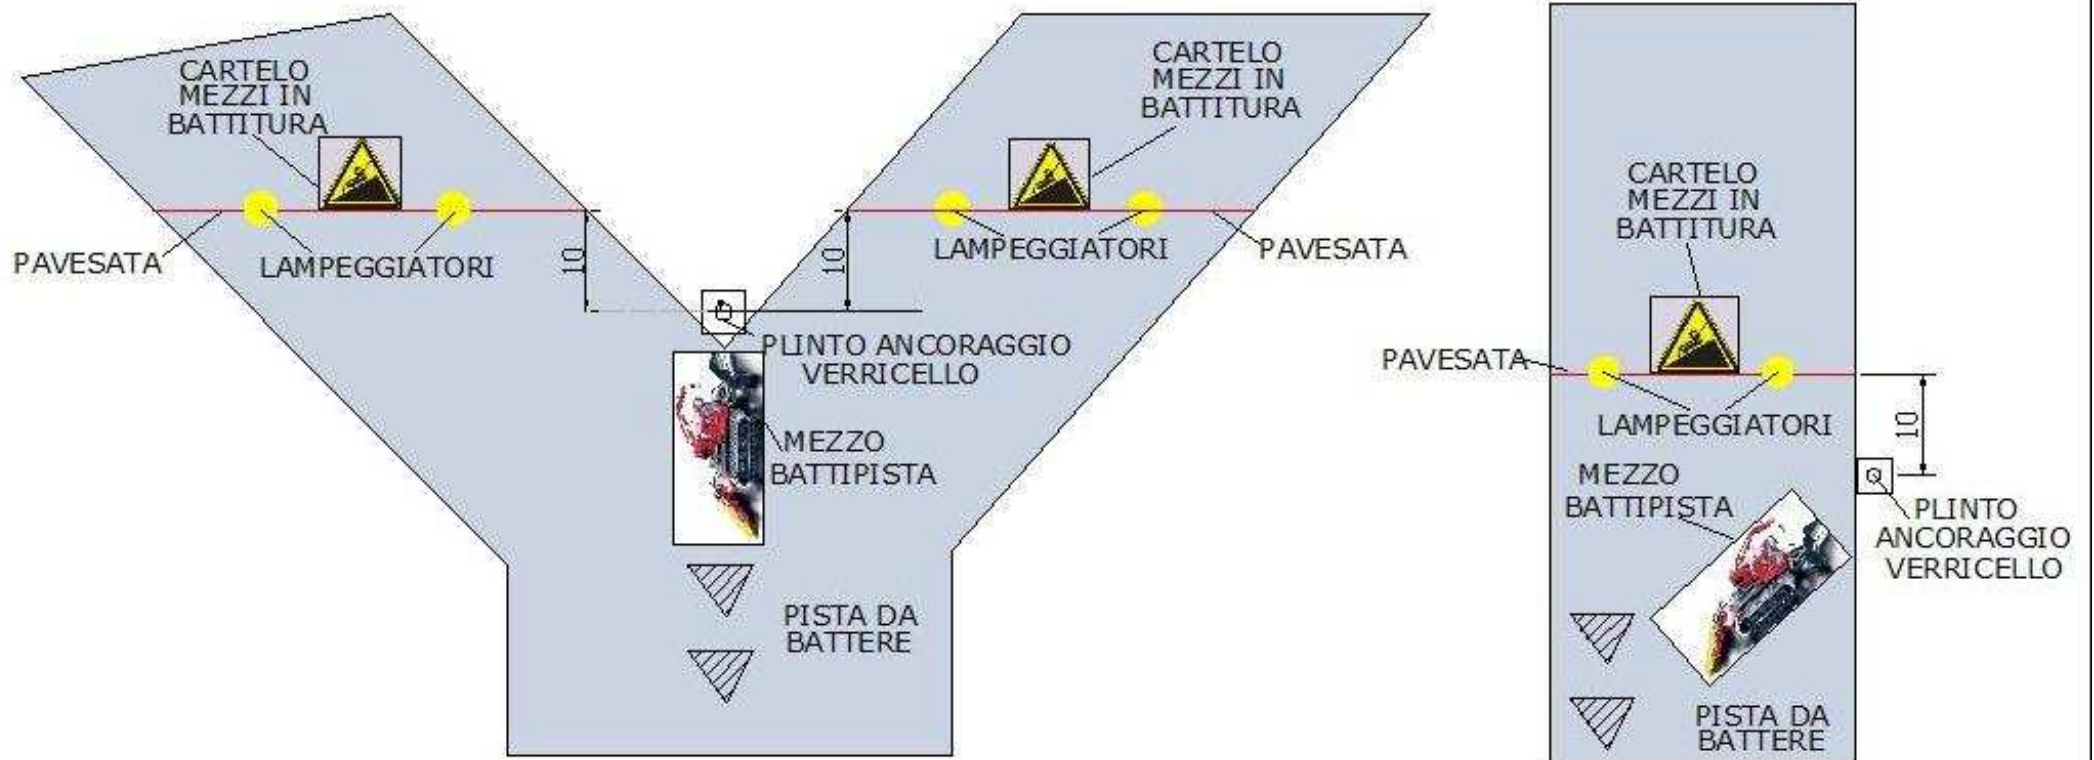 CARTELO
MEZZI IN
BATTITURA
PAVESATA
LAMPEGGIATORI
10
CARTELO
MEZZI IN
BATTITURA
10
LAMPEGGIATORI
PAVESATA
PLINTO ANCORAGGIO
VERRICELLO
MEZZO
BATTIPISTA
PISTA DA
BATTERE
CARTELO
MEZZI IN
BATTITURA
PAVESATA
LAMPEGGIATORI
10
MEZZO
BATTIPISTA
PLINTO
ANCORAGGIO
VERRICELLO
PISTA DA
BATTERE